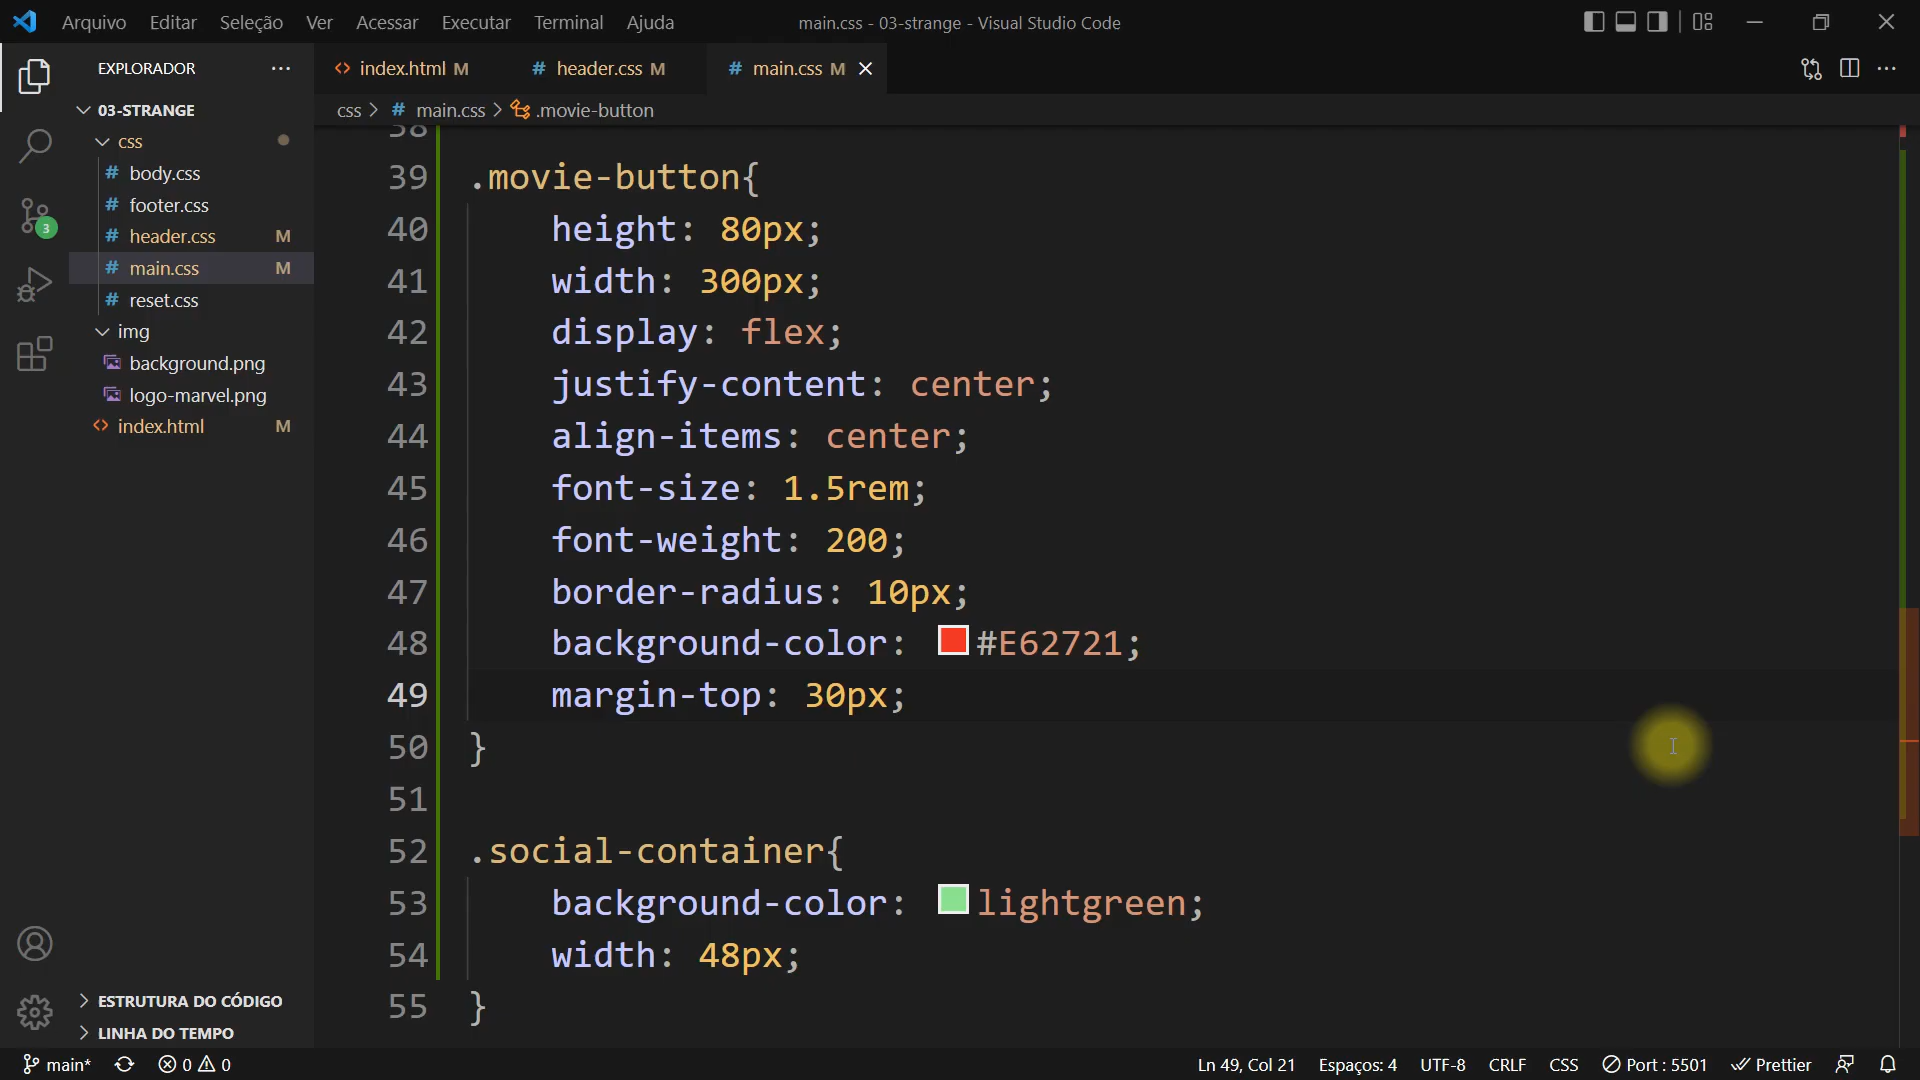 Arquivo Editar Seleção Ver Acessar Executar Terminal Ajuda main.css - 03-strange - Visual Studio Code
EXPLORADOR
03-STRANGE
css
# body.css
# footer.css
# header.css M
# main.css M
# reset.css
img
background.png
logo-marvel.png
<> index.html M
ESTRUTURA DO CÓDIGO
LINHA DO TEMPO
3
<> index.html M # header.css M # main.css M
css > # main.css > .movie-button
38
39 .movie-button{
40 height: 80px;
41 width: 300px;
42 display: flex;
43 justify-content: center;
44 align-items: center;
45 font-size: 1.5rem;
46 font-weight: 200;
47 border-radius: 10px;
48 background-color: #E62721;
49 margin-top: 30px;
50 }
51
52 .social-container{
53 background-color: lightgreen;
54 width: 48px;
55 }
main* 0 0 Ln 49, Col 21 Espaços: 4 UTF-8 CRLF CSS Port : 5501 Prettier